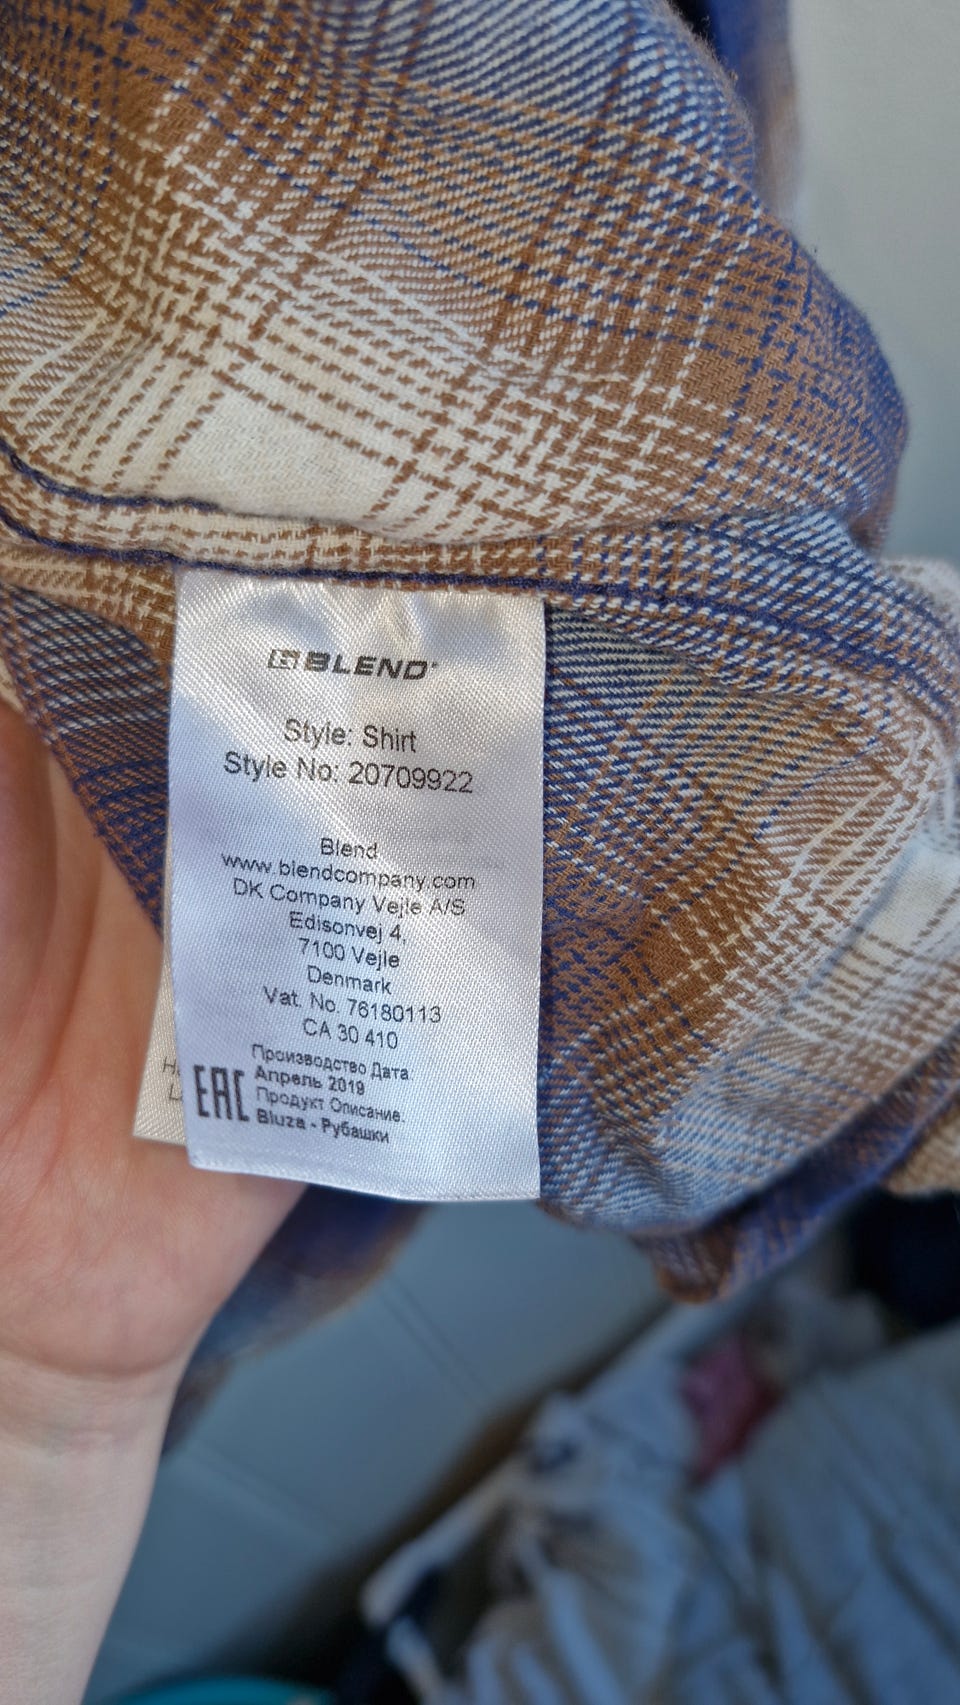 BLEND
Style: Shirt
Style No: 20709922
Blend
www.blendcompany.com
DK Company Vejle A/S
Edisonvej 4,
7100 Vejle
Denmark
Vat. No. 76180113
CA 30 410
Производство Дата.
Апрель 2019
Продукт Описание.
Bluza - Рубашки
EAC